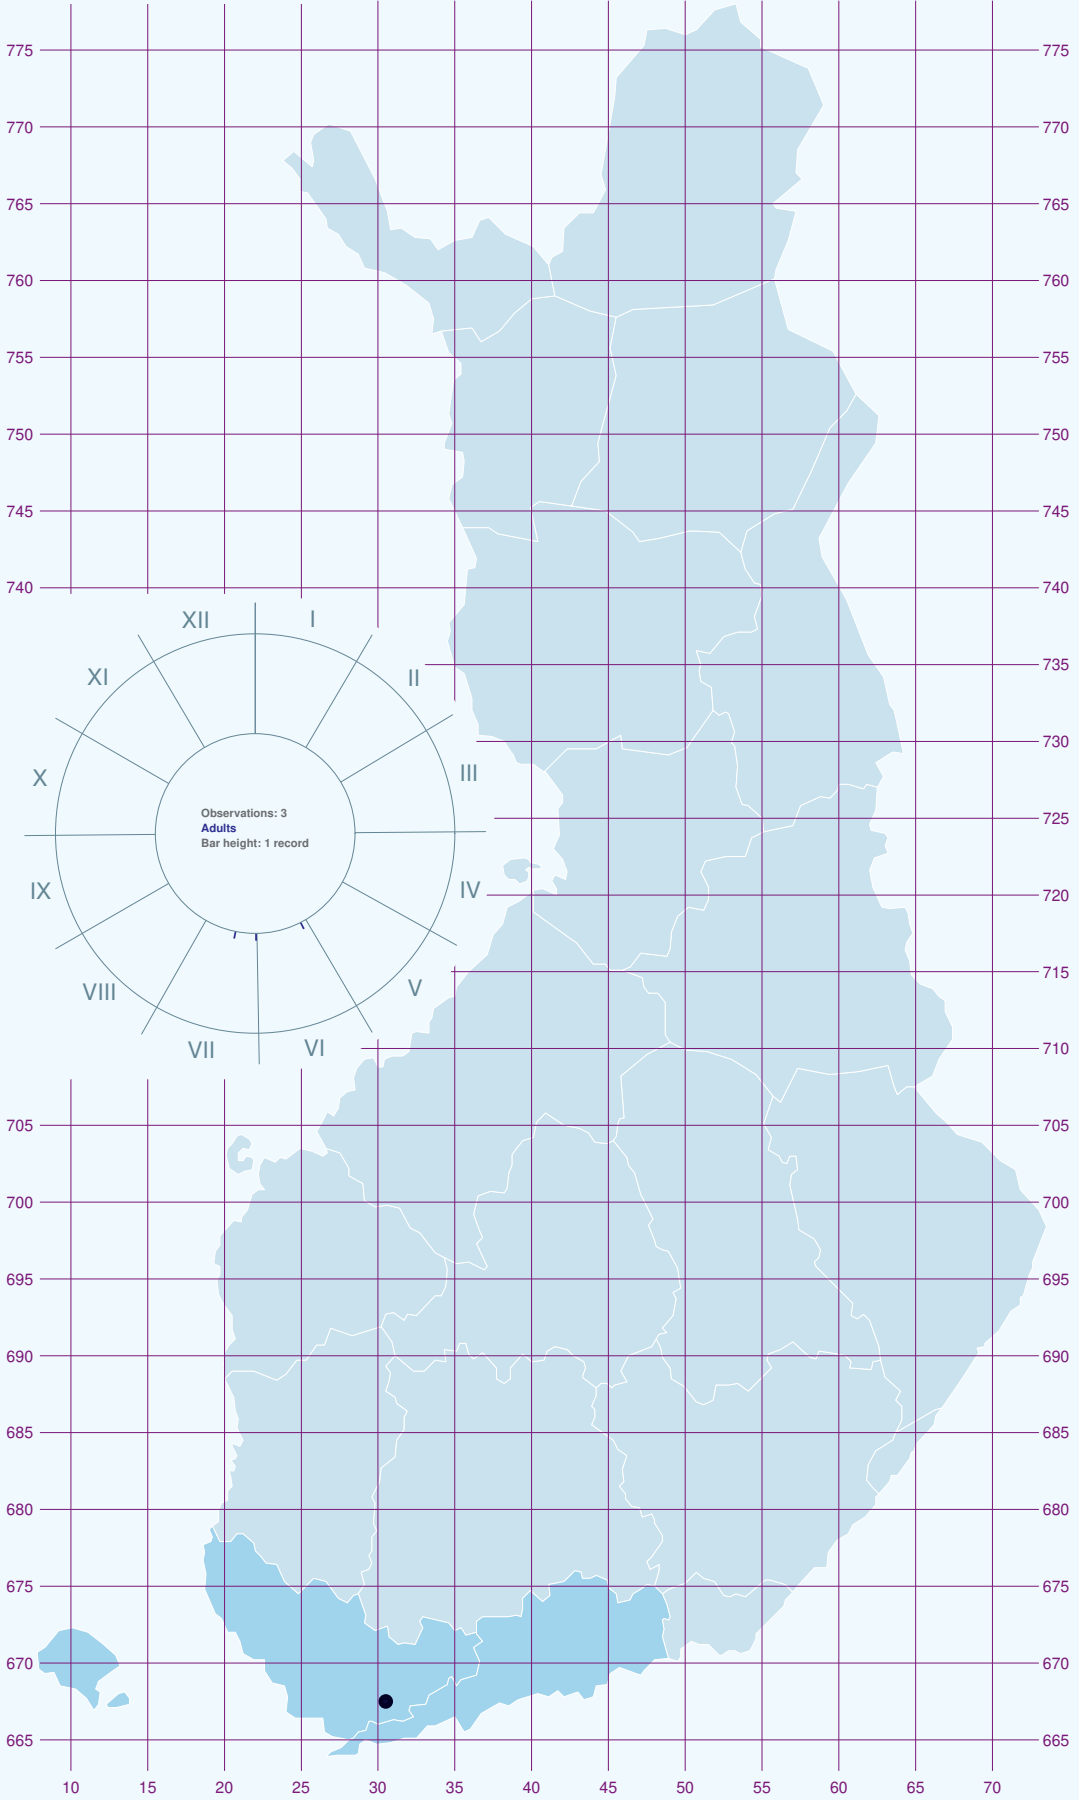 775 775
770 770
765 765
760 760
755 755
750 750
745 745
740 740
XII I
XI II
735
730
X III
725
Observations: 3
Adults
Bar height: 1 record
IX IV
720
715
VIII V
VII VI
710
705 705
700 700
695 695
690 690
685 685
680 680
675 675
670 670
665 665
10 15 20 25 30 35 40 45 50 55 60 65 70